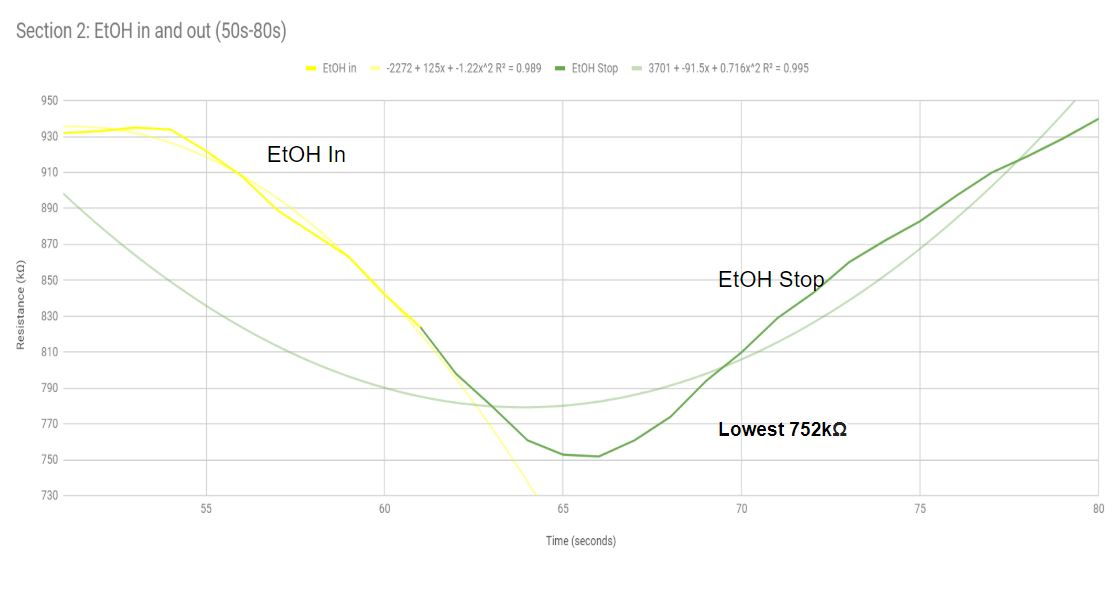 Section 2: EtOH in and out (50s-80s)
EtOH in -2272 + 125x + -1.22x^2 R² = 0.989 EtOH Stop 3701 + -91.5x + 0.716x^2 R² = 0.995
950
930
910
890
870
850
830
810
790
770
750
730
Resistance (kΩ)
EtOH In
EtOH Stop
Lowest 752kΩ
55 60 65 70 75 80
Time (seconds)